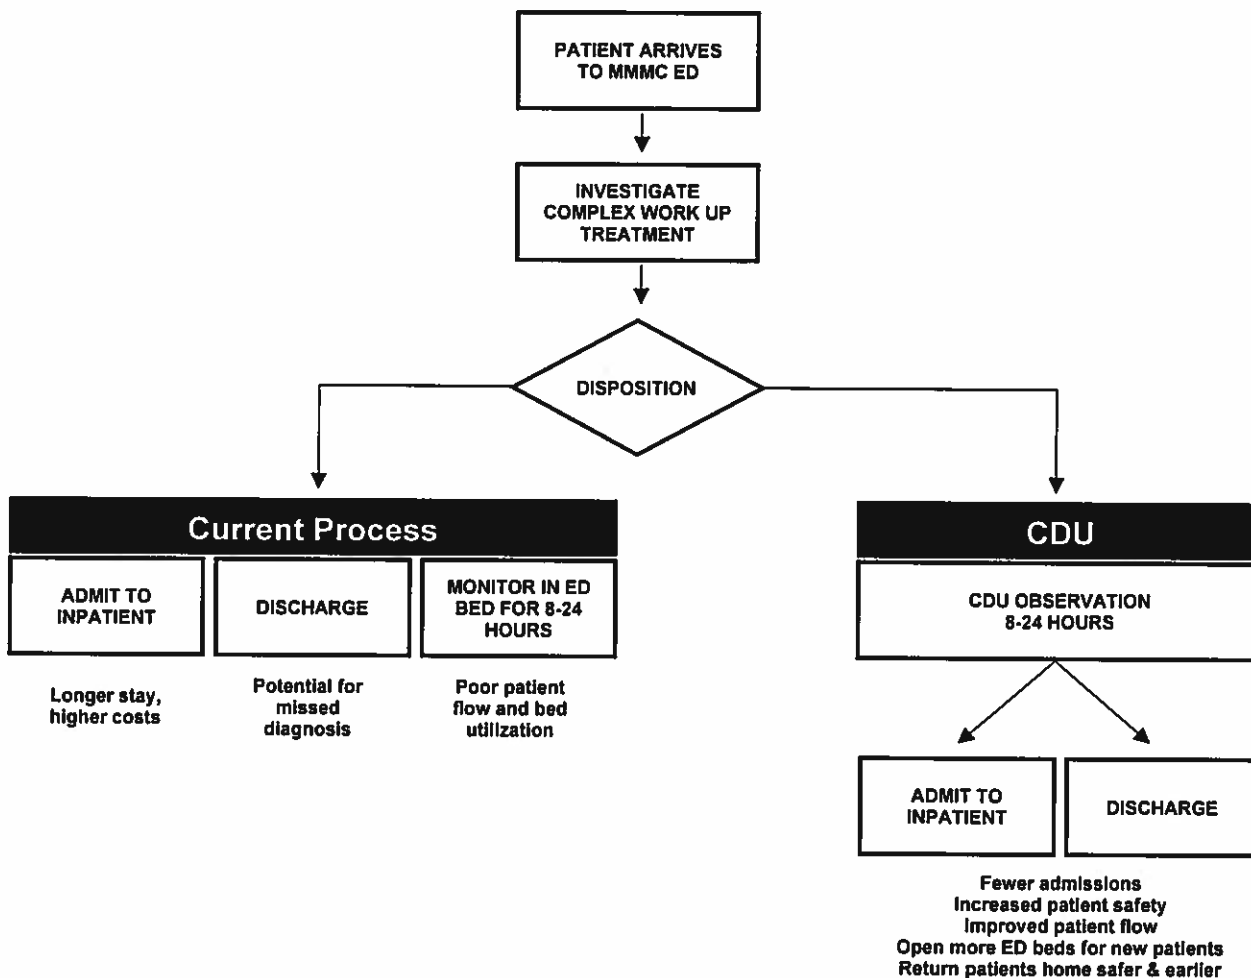 PATIENT ARRIVES
TO MMMC ED
INVESTIGATE
COMPLEX WORK UP
TREATMENT
DISPOSITION
Current Process
ADMIT TO
INPATIENT
DISCHARGE
MONITOR IN ED
BED FOR 8-24
HOURS
Longer stay,
higher costs
Potential for
missed
diagnosis
Poor patient
flow and bed
utilization
CDU
CDU OBSERVATION
8-24 HOURS
ADMIT TO
INPATIENT
DISCHARGE
Fewer admissions
Increased patient safety
Improved patient flow
Open more ED beds for new patients
Return patients home safer & earlier